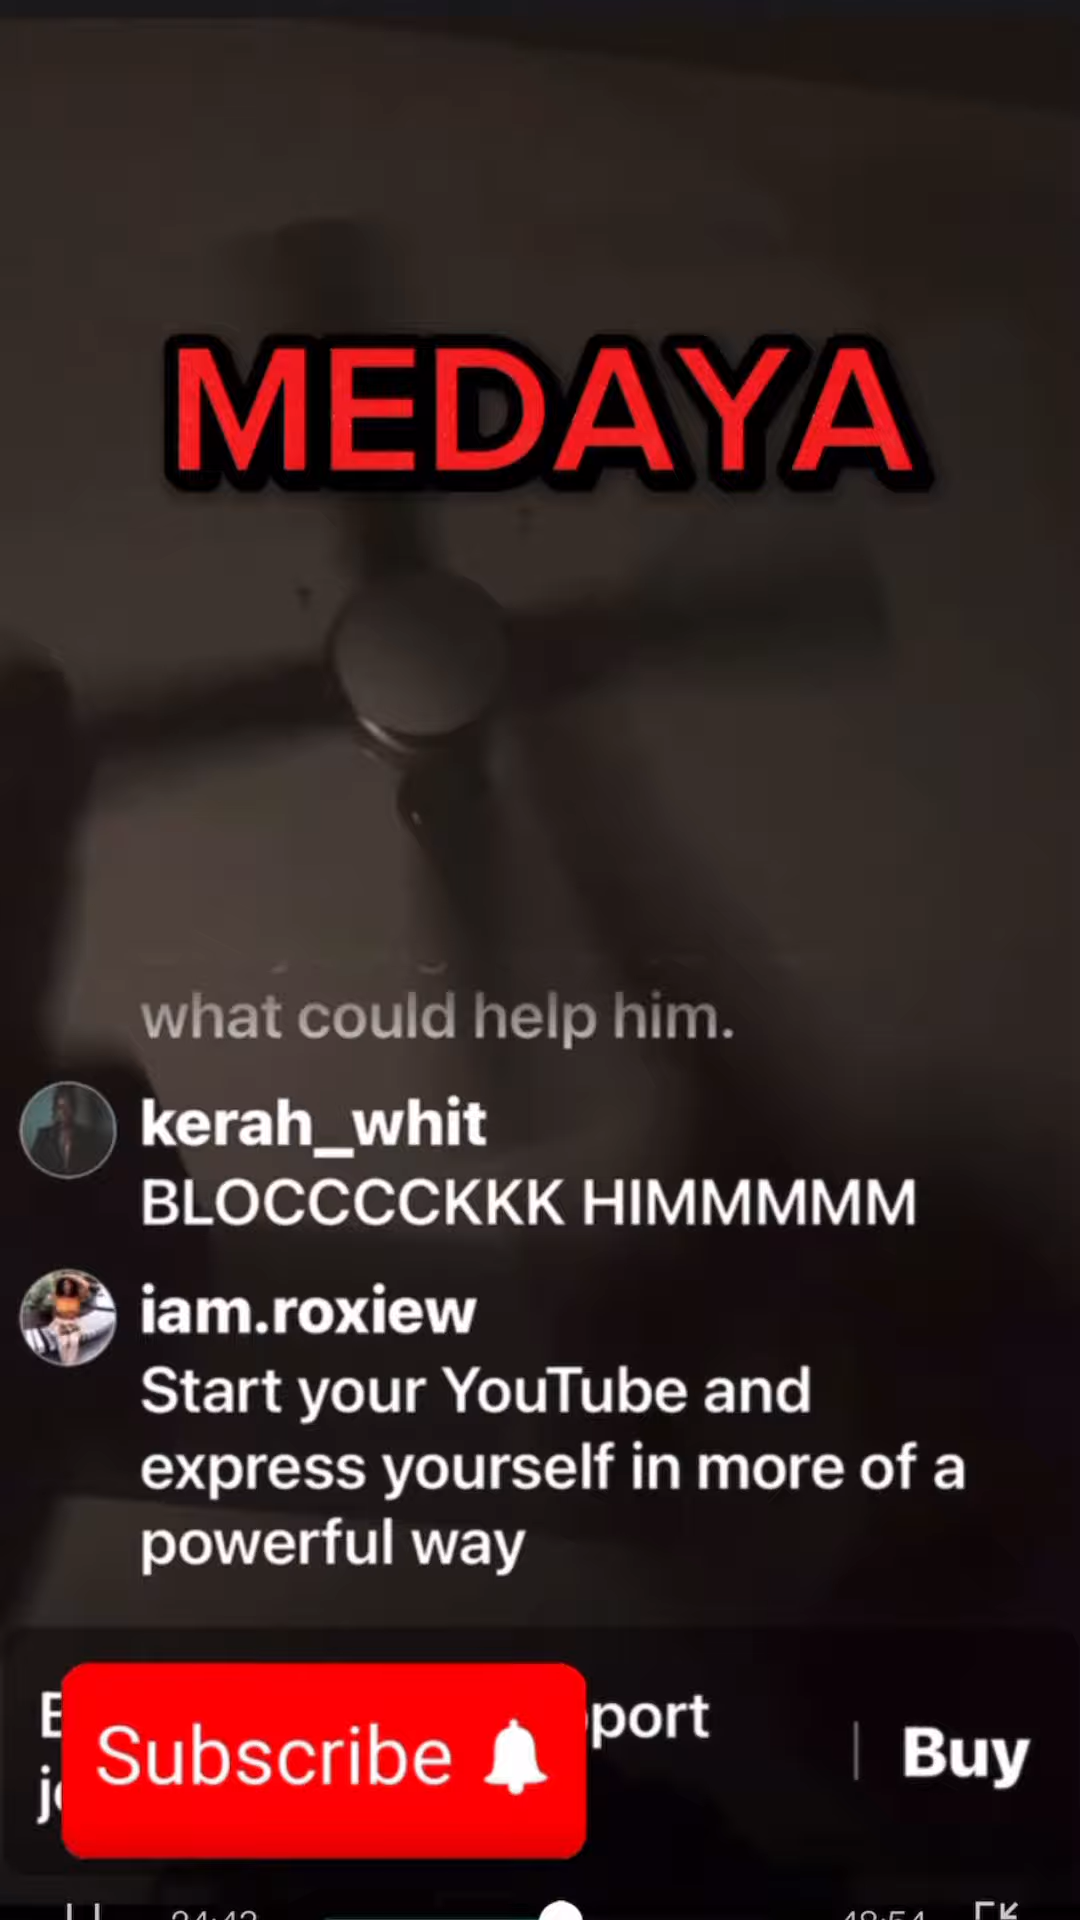 MEDAYA
what could help him.
kerah_whit
BLOCCCCKKK HIMMMMM
iam.roxiew
Start your YouTube and
express yourself in more of a
powerful way
Subscribe
Buy